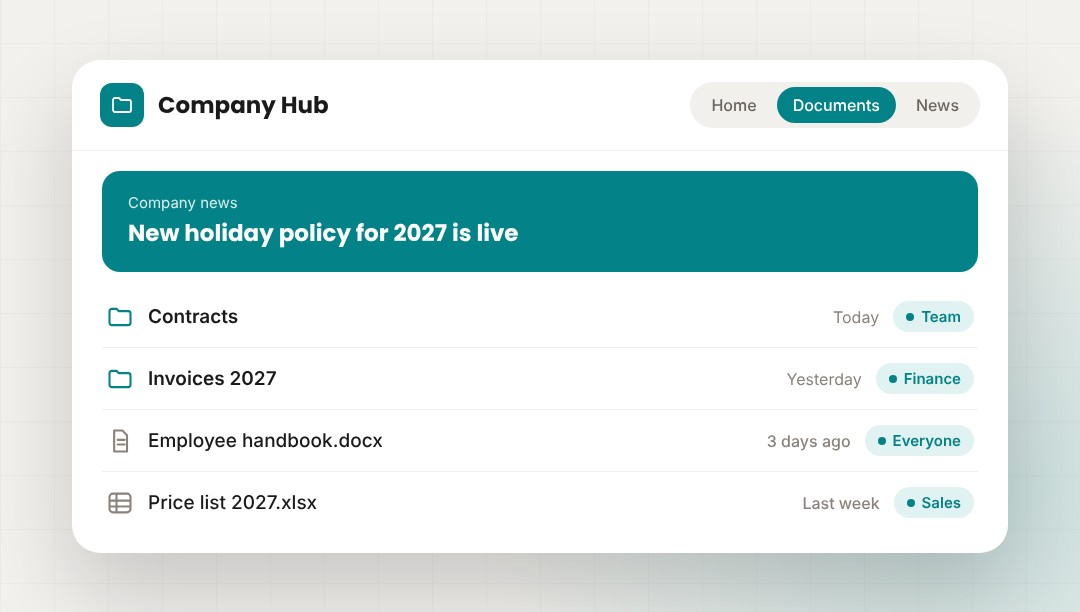 Company Hub
Home
Documents
News
Company news
New holiday policy for 2027 is live
Contracts
Today
Team
Invoices 2027
Yesterday
Finance
Employee handbook.docx
3 days ago
Everyone
Price list 2027.xlsx
Last week
Sales